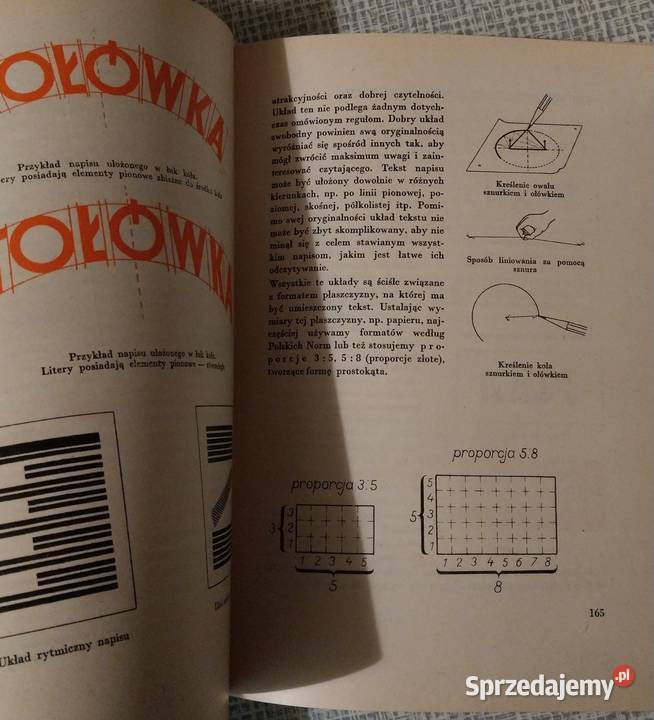 OŁÓWKA
Przykład napisu ułożonego w łuk koła.
ery posiadają elementy pionowe zbieżne do środka koła
TOŁÓWKA
Przykład napisu ułożonego w łuk koła.
Litery posiadają elementy pionowe —
Układ rytmiczny napisu
atrakcyjności oraz dobrej czytelności.
Układ ten nie podlega żadnym dotych-
czas omówionym regułom. Dobry układ
swobodny powinien swą oryginalnością
wyróżniać się spośród innych tak, aby
mógł zwrócić maksimum uwagi i zain-
teresować czytającego. Tekst napisu
może być ułożony dowolnie w różnych
kierunkach, np. po linii pionowej, po-
ziomej, skośnej, półkolistej itp. Pomi-
mo swej oryginalności układ tekstu nie
może być zbyt skomplikowany, aby nie
minął się z celem stawianym wszyst-
kim napisom, jakim jest łatwe ich
odczytywanie.
Wszystkie te układy są ściśle związane
z formatem płaszczyzny, na której ma
być umieszczony tekst. Ustalając wy-
miary tej płaszczyzny, np. papieru, naj-
częściej używamy formatów według
Polskich Norm lub też stosujemy pro-
porcje 3:5, 5:8 (proporcje złote),
tworzące formę prostokąta.
Kreślenie owalu
sznurkiem i ołówkiem
Sposób liniowania za pomocą
sznura
Kreślenie koła
sznurkiem i ołówkiem
proporcja 3:5
3
3
2
1
1 2 3 4 5
5
proporcja 5:8
5
5
4
3
2
1
1 2 3 4 5 6 7 8
8
165
Sprzedajemy.pl